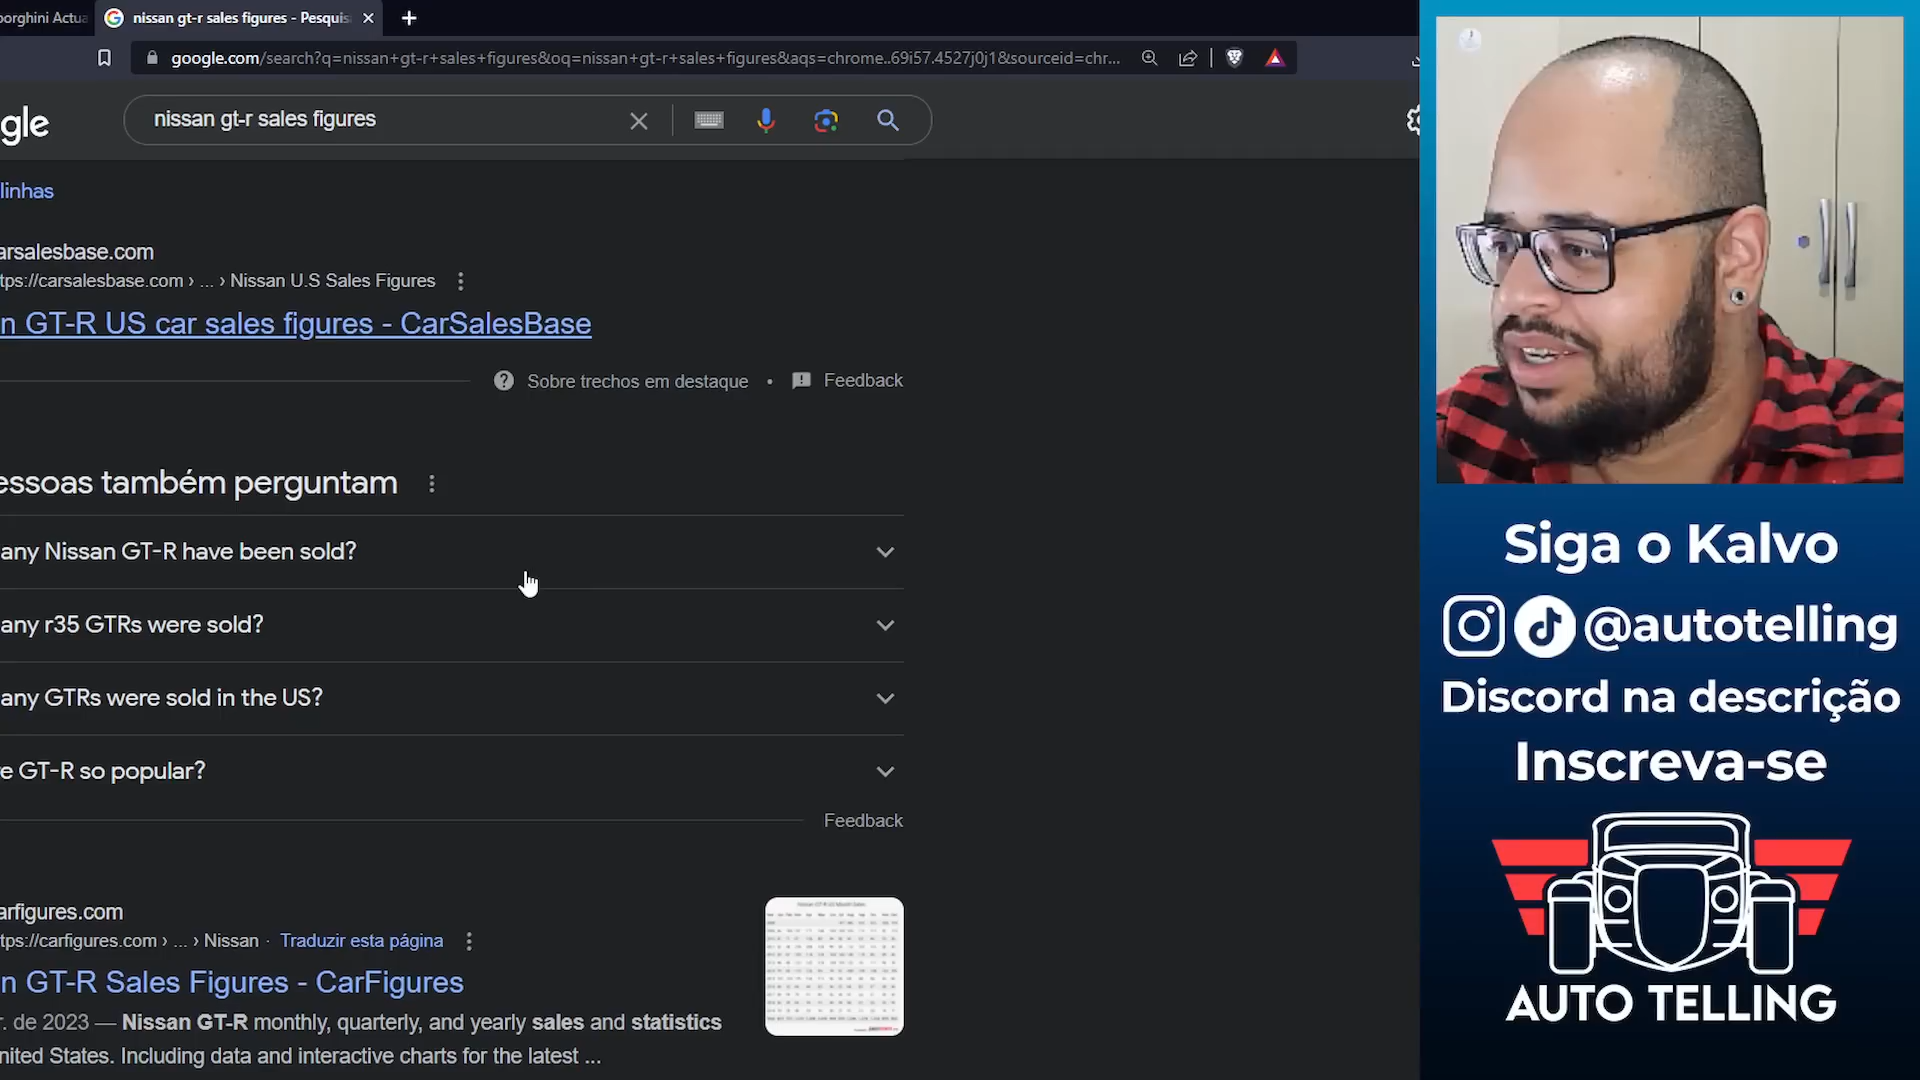 orghini Actua
nissan gt-r sales figures - Pesquis
google.com/search?q=nissan+gt-r+sales+figures&oq=nissan+gt-r+sales+figures&aqs=chrome..69i57.4527j0j1&sourceid=chr...
gle
nissan gt-r sales figures
linhas
arsalesbase.com
tps://carsalesbase.com › ... › Nissan U.S Sales Figures
n GT-R US car sales figures - CarSalesBase
Sobre trechos em destaque • Feedback
essoas também perguntam
any Nissan GT-R have been sold?
any r35 GTRs were sold?
any GTRs were sold in the US?
e GT-R so popular?
Feedback
arfigures.com
tps://carfigures.com › ... › Nissan · Traduzir esta página
n GT-R Sales Figures - CarFigures
r. de 2023 — Nissan GT-R monthly, quarterly, and yearly sales and statistics
nited States. Including data and interactive charts for the latest ...
Siga o Kalvo
@autotelling
Discord na descrição
Inscreva-se
AUTO TELLING